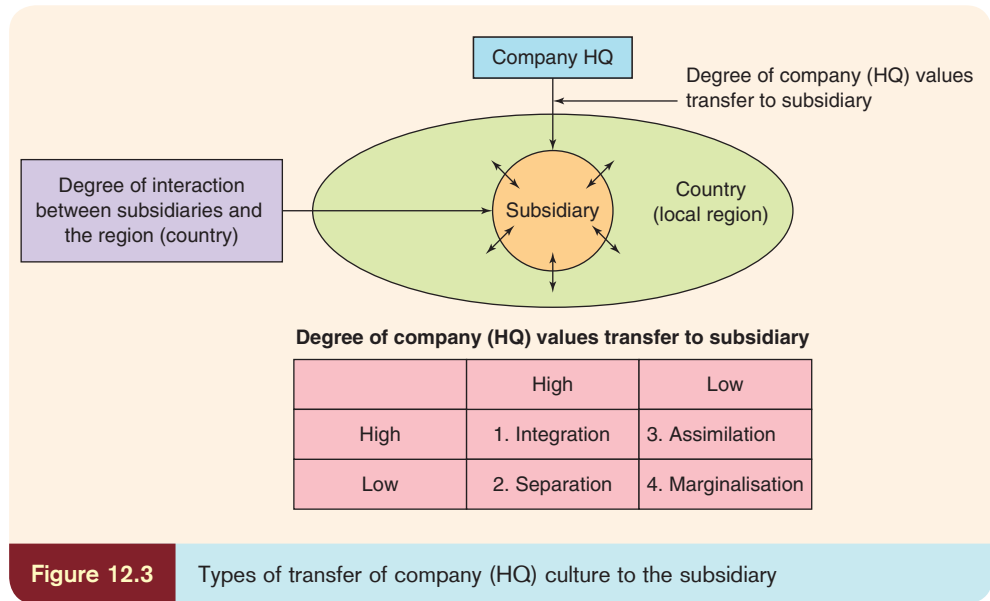 Company HQ
Degree of company (HQ) values
transfer to subsidiary
Degree of interaction
between subsidiaries and
the region (country)
Subsidiary
Country
(local region)
Degree of company (HQ) values transfer to subsidiary
High Low
High 1. Integration 3. Assimilation
Low 2. Separation 4. Marginalisation
Figure 12.3 Types of transfer of company (HQ) culture to the subsidiary